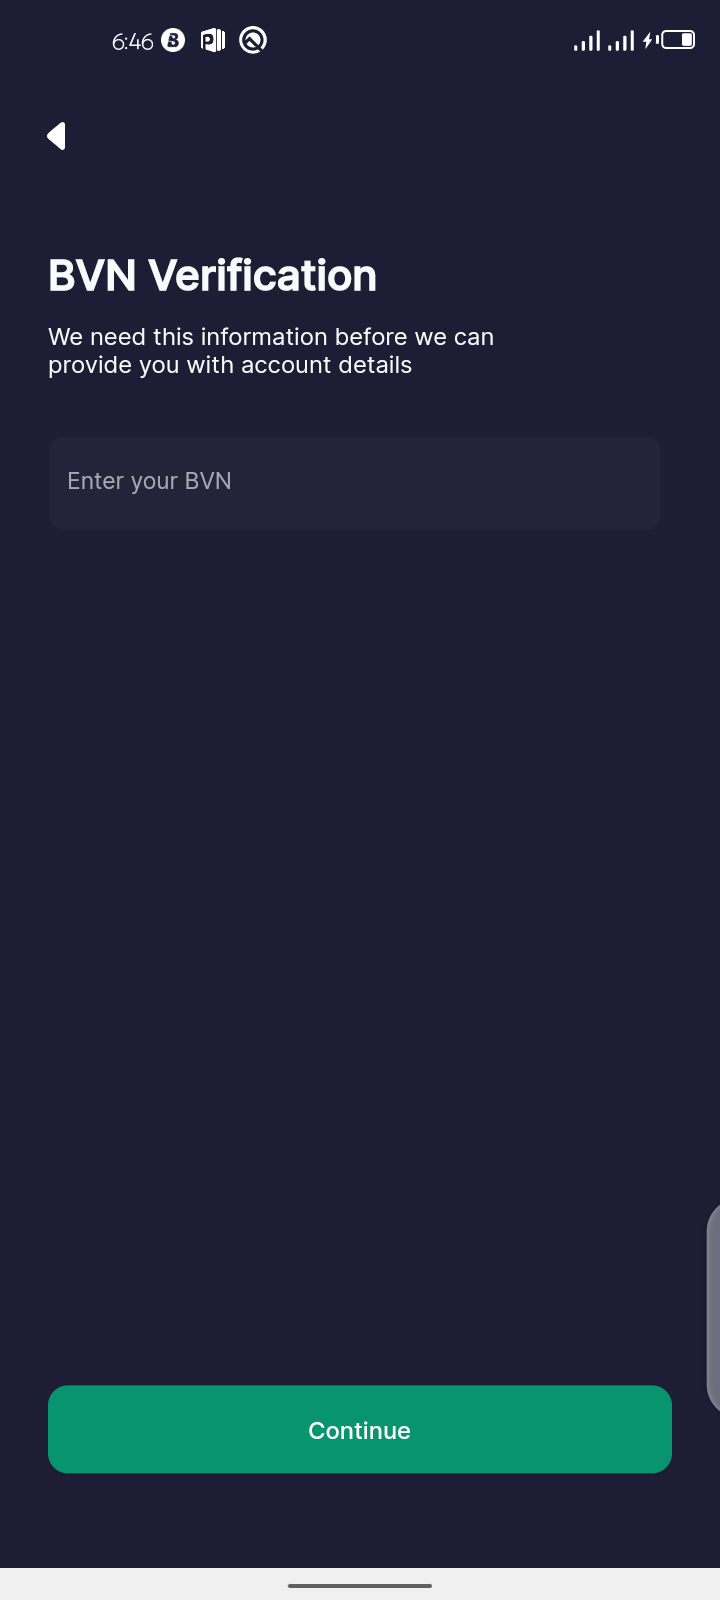 6:46
BVN Verification
We need this information before we can
provide you with account details
Enter your BVN
Continue